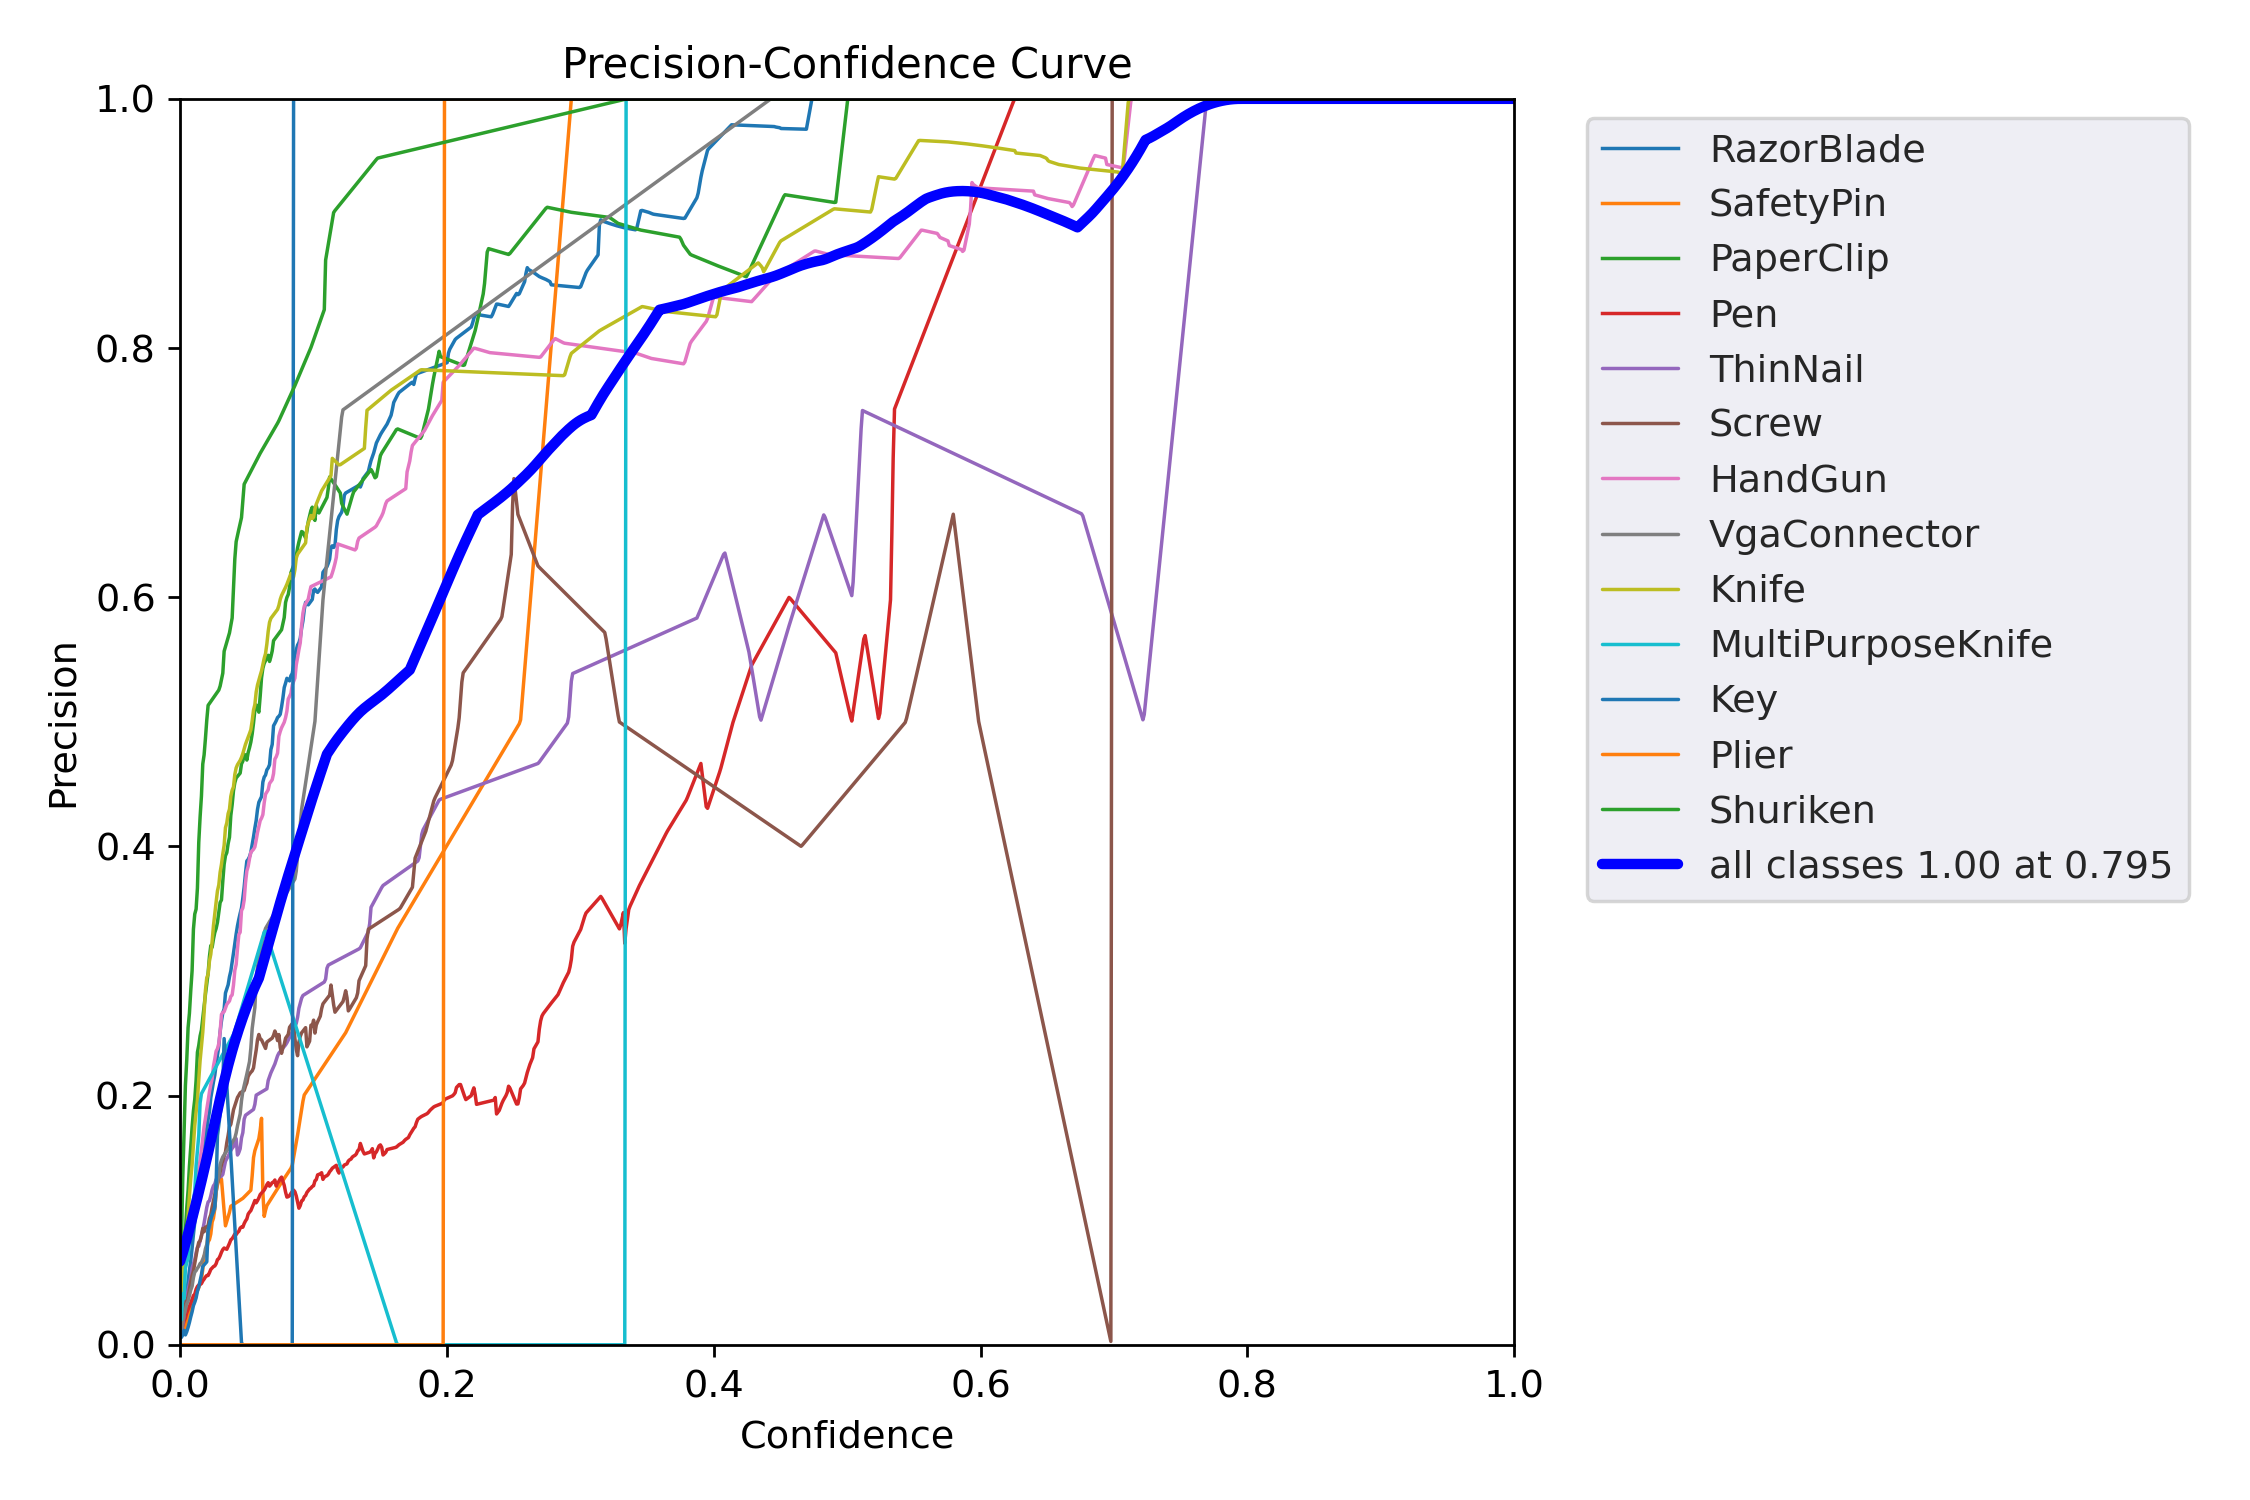 Precision-Confidence Curve
1.0
0.8
0.6
0.4
0.2
0.0
Precision
0.0 0.2 0.4 0.6 0.8 1.0
Confidence
RazorBlade
SafetyPin
PaperClip
Pen
ThinNail
Screw
HandGun
VgaConnector
Knife
MultiPurposeKnife
Key
Plier
Shuriken
all classes 1.00 at 0.795